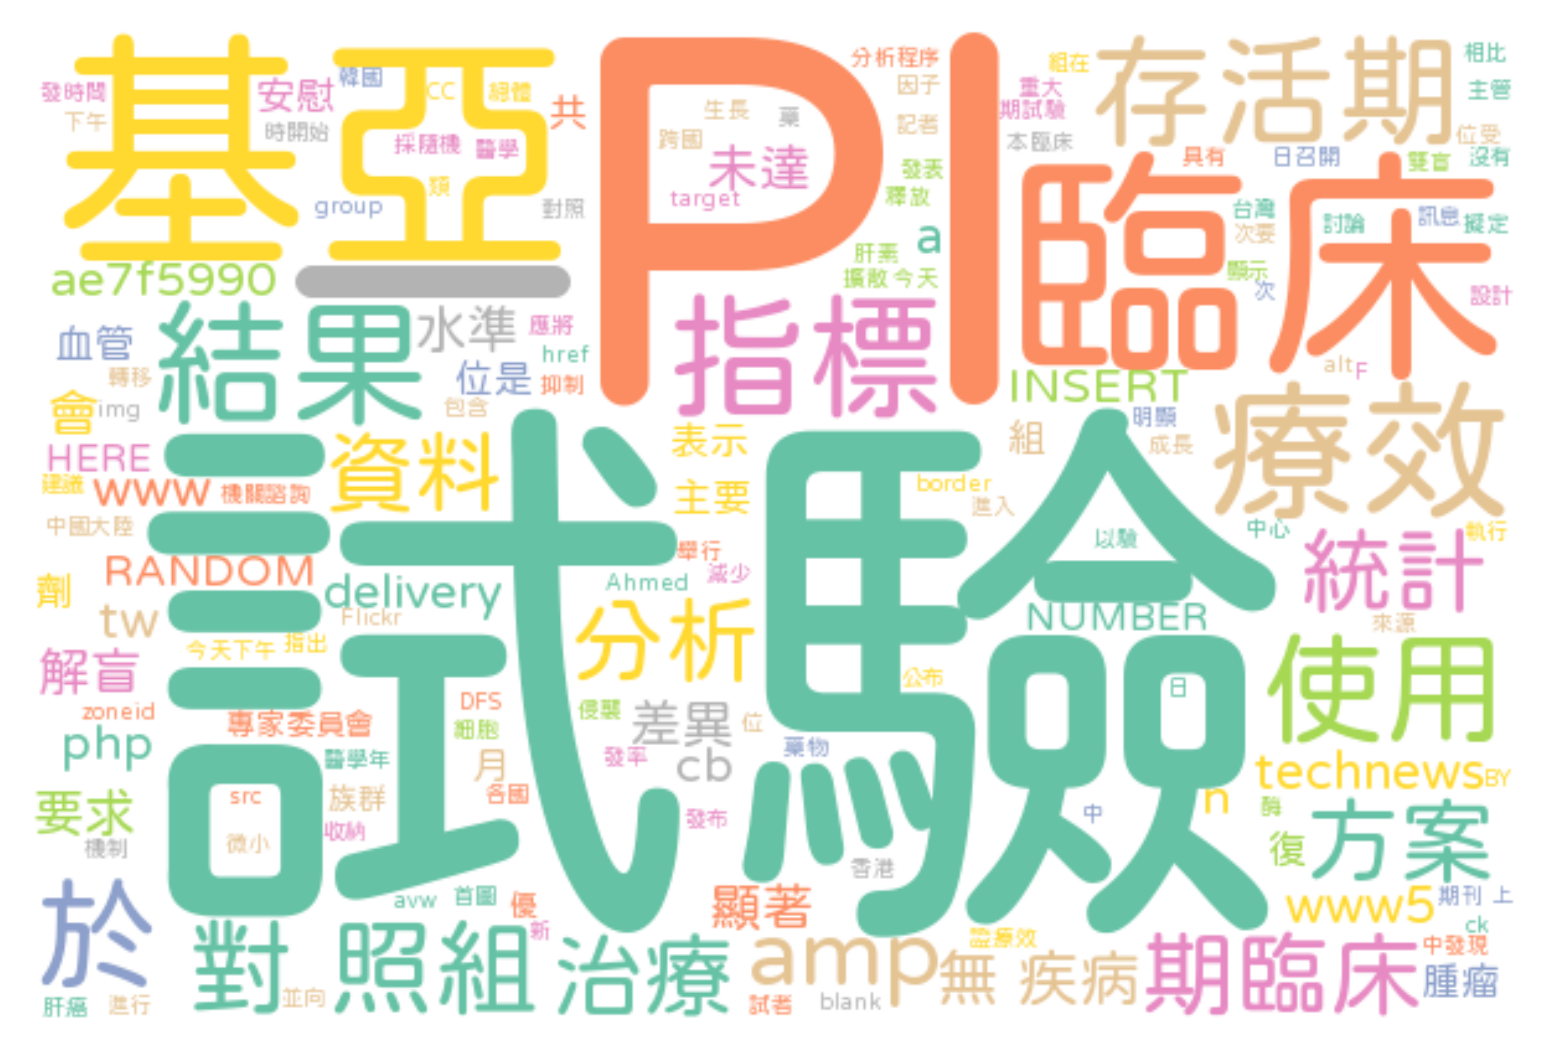 基亞
PI
臨床
試驗
存活期
結果
指標
療效
資料
分析
統計
使用
方案
對照組
治療
amp
無疾病
期臨床
於
要求
解盲
php
tw
劑
RANDOM
www
HERE
會
血管
ae7f5990
安慰
韓國
CC
綠體
共
發時間
下午
時開始
採隨機
醫學
類
group
對照
水準
應將
href
位是
抑制
包含
轉移
img
建議
機關諮詢
中國大陸
delivery
Flickr
今天下午
指出
zoneid
專家委員會
醫學年
src
族群
收納
微小
機制
肝癌
進行
並向
avw
首圖
優
新
DFS
細胞
月
各國
侵襲
差異
位
發率
cb
藥物
發布
香港
顯著
試者
blank
證療效
中發現
腫瘤
ck
期刊
上
www5
復
酶
n
BY
technews
中
日
公布
NUMBER
以驗
來源
執行
中心
成長
明顯
INSERT
組
進入
border
表示
主要
舉行
減少
Ahmed
alt
F
設計
顯示
次
次要
台灣
討論
訊息
擬定
日召開
具有
雙盲
沒有
位受
主管
相比
本臨床
期試驗
重大
組在
分析程序
因子
記者
發表
釋放
a
肝素
擴散
今天
生長
藥
跨國
未達
target